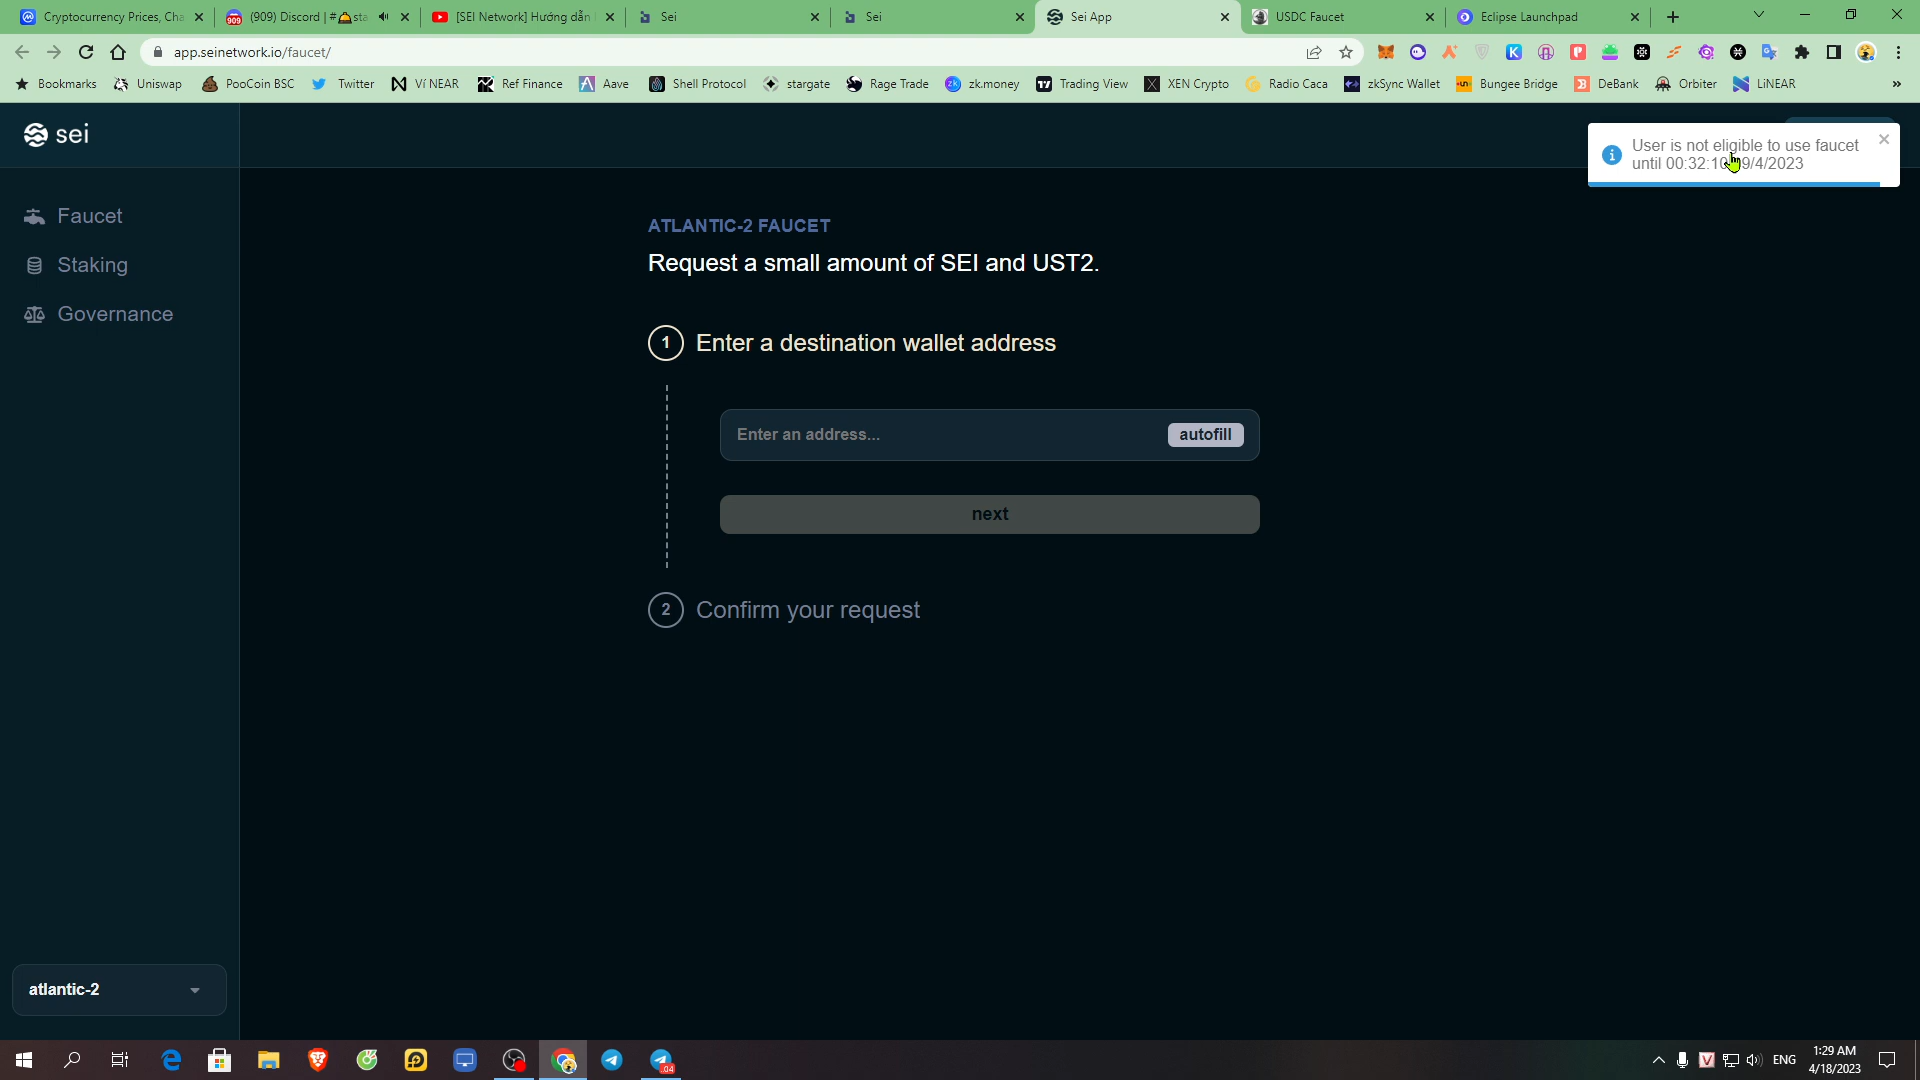 Cryptocurrency Prices, Cha
(909) Discord | #
sta
[SEI Network] Hướng dẫn
Sei
Sei
Sei App
USDC Faucet
Eclipse Launchpad
app.seinetwork.io/faucet/
Bookmarks
Uniswap
PooCoin BSC
Twitter
Ví NEAR
Ref Finance
Aave
Shell Protocol
stargate
Rage Trade
zk.money
Trading View
XEN Crypto
Radio Caca
zkSync Wallet
Bungee Bridge
DeBank
Orbiter
LiNEAR
sei
User is not eligible to use faucet
until 00:32:10 9/4/2023
Faucet
Staking
Governance
ATLANTIC-2 FAUCET
Request a small amount of SEI and UST2.
1 Enter a destination wallet address
Enter an address...
autofill
next
2 Confirm your request
atlantic-2
ENG
1:29 AM
4/18/2023